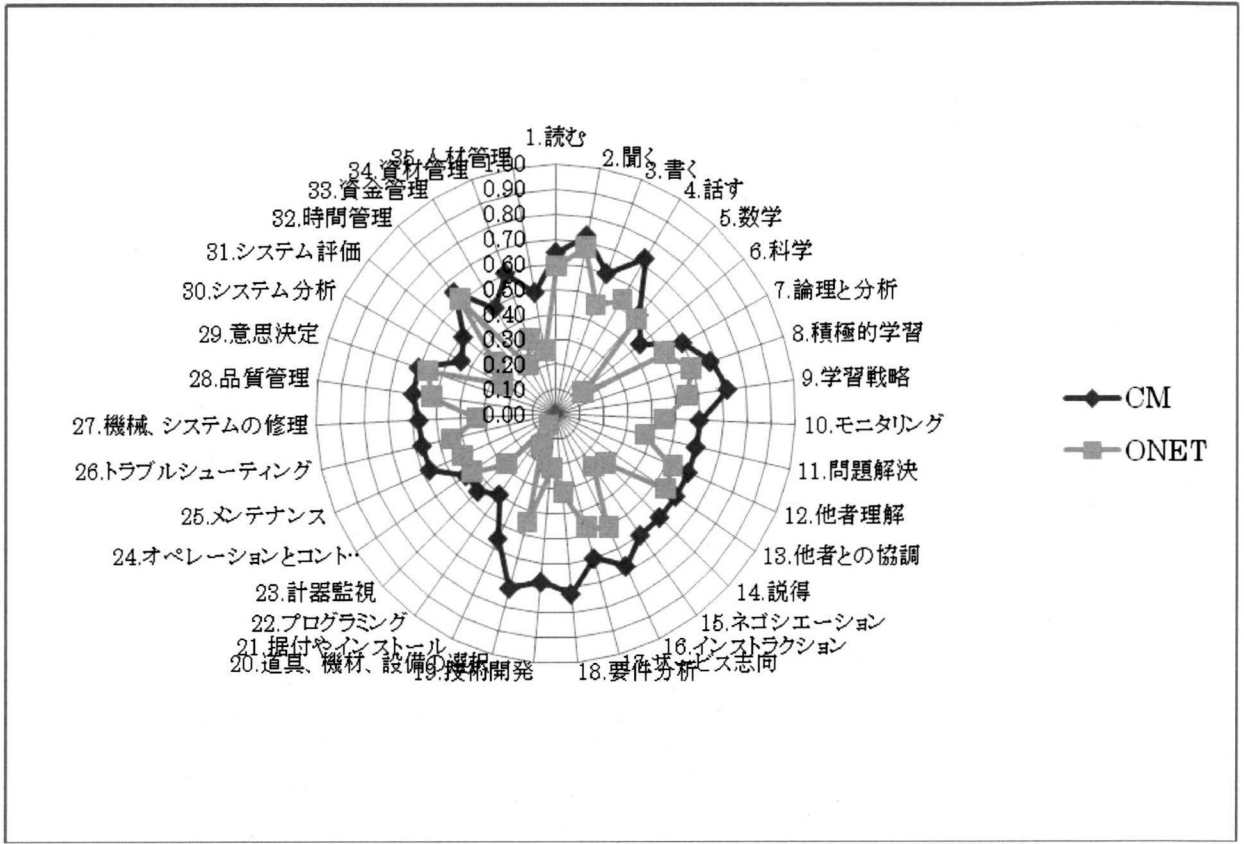 1.読む
2.聞く
3.書く
4.話す
5.数学
6.科学
7.論理と分析
8.積極的学習
9.学習戦略
10.モニタリング
11.問題解決
12.他者理解
13.他者との協調
14.説得
15.ネゴシエーション
16.インストラクション
17.サービス志向
18.要件分析
19.技術開発
20.道具、機材、設備の選択
21.据付やインストール
22.プログラミング
23.計器監視
24.オペレーションとコント…
25.メンテナンス
26.トラブルシューティング
27.機械、システムの修理
28.品質管理
29.意思決定
30.システム分析
31.システム評価
32.時間管理
33.資金管理
34.資材管理
35.人材管理
1.00
0.90
0.80
0.70
0.60
0.50
0.40
0.30
0.20
0.10
0.00
CM
ONET